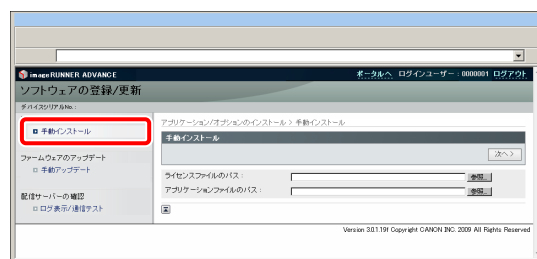 imageRUNNER ADVANCE
ポータルへ ログインユーザー : 0000001 ログアウト
ソフトウェアの登録/更新
デバイスシリアルNo. :
手動インストール
ファームウェアのアップデート
手動アップデート
配信サーバーの確認
ログ表示/通信テスト
アプリケーション/オプションのインストール > 手動インストール
手動インストール
次へ >
ライセンスファイルのパス :
参照...
アプリケーションファイルのパス :
参照...
Version 3.0.1.19f Copyright CANON INC. 2009 All Rights Reserved